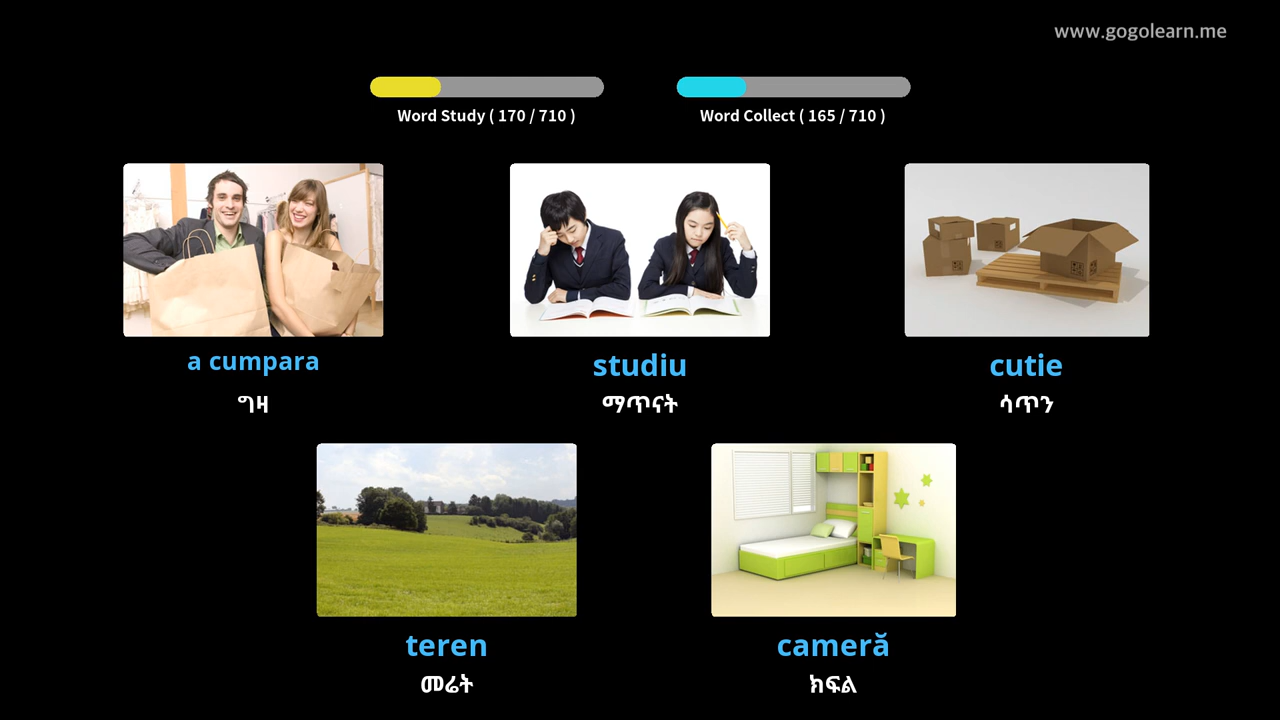 www.gogolearn.me
Word Study ( 170 / 710 )
Word Collect ( 165 / 710 )
a cumpara
ግዛ
studiu
ማጥናት
cutie
ሳጥን
teren
መሬት
cameră
ክፍል